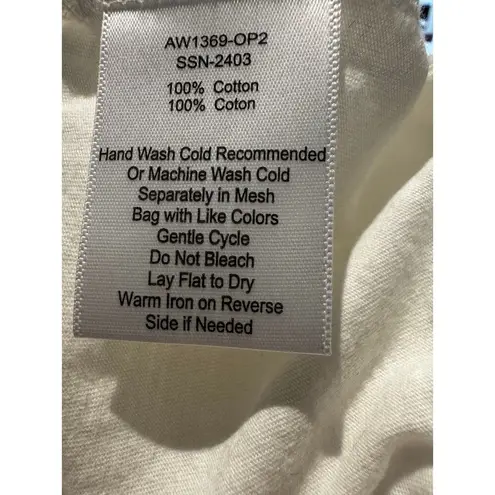 AW1369-OP2
SSN-2403
100% Cotton
100% Coton
Hand Wash Cold Recommended
Or Machine Wash Cold
Separately in Mesh
Bag with Like Colors
Gentle Cycle
Do Not Bleach
Lay Flat to Dry
Warm Iron on Reverse
Side if Needed